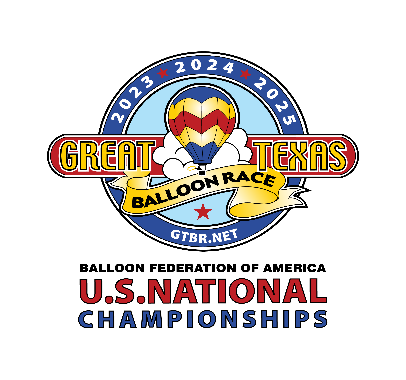 2023 ★ 2024 ★ 2025
GREAT TEXAS
BALLOON RACE
GTBR.NET
BALLOON FEDERATION OF AMERICA
U.S. NATIONAL
CHAMPIONSHIPS